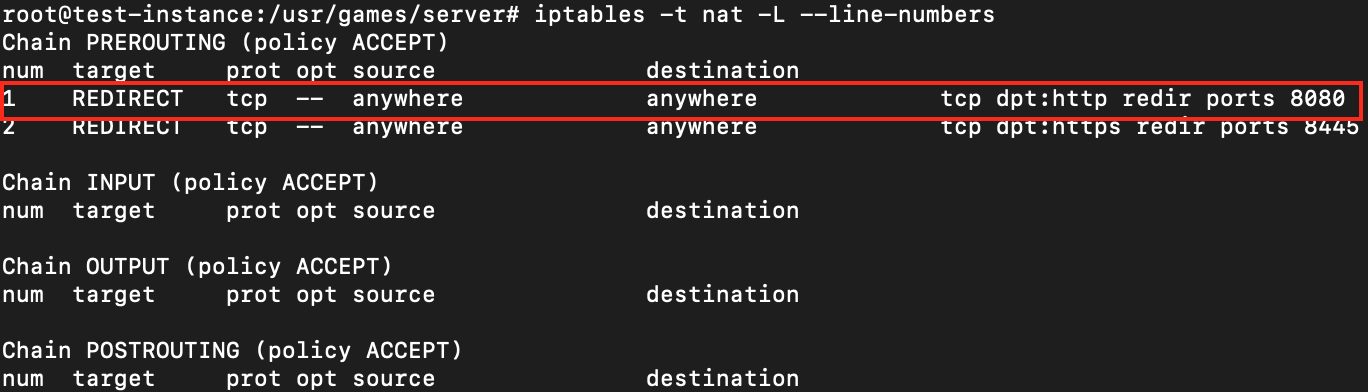 root@test-instance:/usr/games/server# iptables -t nat -L --line-numbers
Chain PREROUTING (policy ACCEPT)
num  target     prot opt source               destination
1    REDIRECT   tcp  --  anywhere             anywhere             tcp dpt:http redir ports 8080
2    REDIRECT   tcp  --  anywhere             anywhere             tcp dpt:https redir ports 8445

Chain INPUT (policy ACCEPT)
num  target     prot opt source               destination

Chain OUTPUT (policy ACCEPT)
num  target     prot opt source               destination

Chain POSTROUTING (policy ACCEPT)
num  target     prot opt source               destination